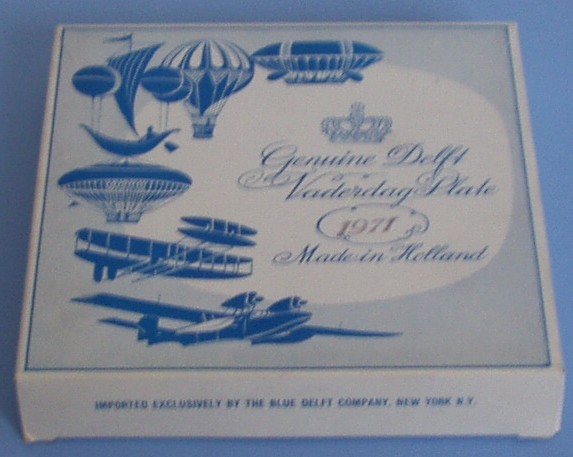 Genuine Delft
Vaderdag Plate
1971
Made in Holland
IMPORTED EXCLUSIVELY BY THE BLUE DELFT COMPANY, NEW YORK N.Y.